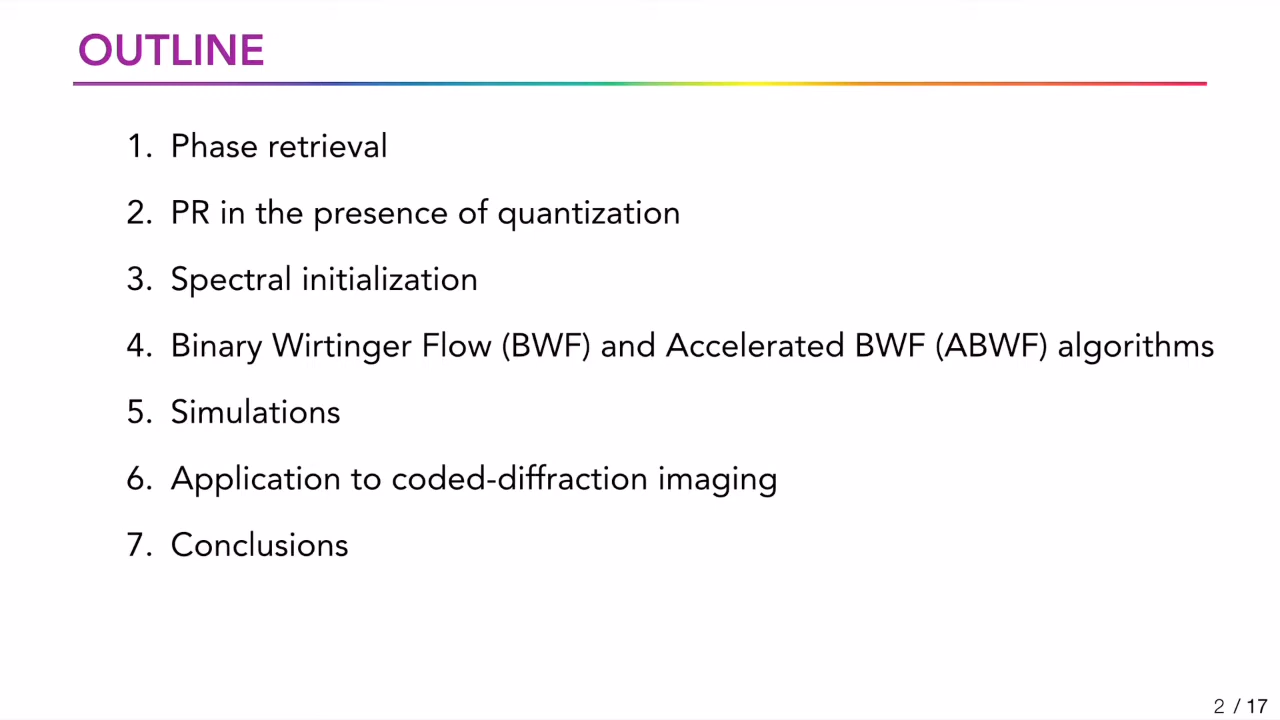 OUTLINE
1. Phase retrieval
2. PR in the presence of quantization
3. Spectral initialization
4. Binary Wirtinger Flow (BWF) and Accelerated BWF (ABWF) algorithms
5. Simulations
6. Application to coded-diffraction imaging
7. Conclusions
2 / 17